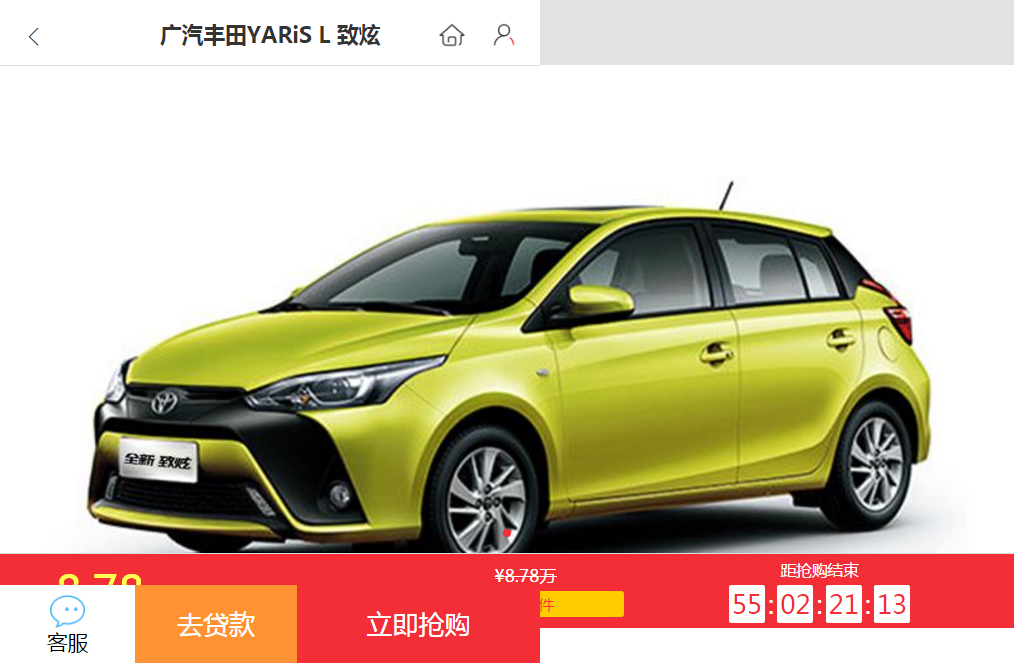 广汽丰田YARiS L 致炫
全新 致炫
8.78
¥8.78万
距抢购结束
件
55:02:21:13
客服
去贷款
立即抢购